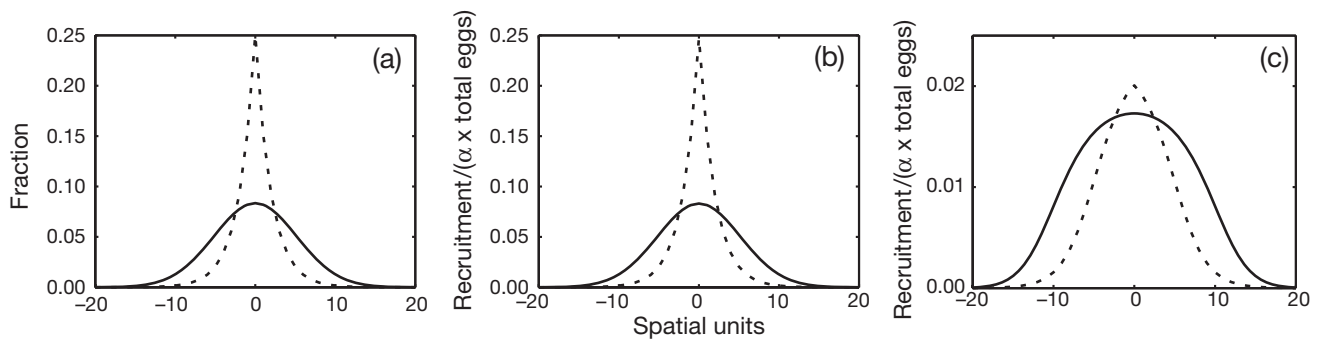 (a)
Fraction
0.25
0.20
0.15
0.10
0.05
0.00
−20 −10 0 10 20
(b)
Recruitment/(α x total eggs)
0.25
0.20
0.15
0.10
0.05
0.00
−20 −10 0 10 20
Spatial units
(c)
Recruitment/(α x total eggs)
0.02
0.01
0.00
−20 −10 0 10 20